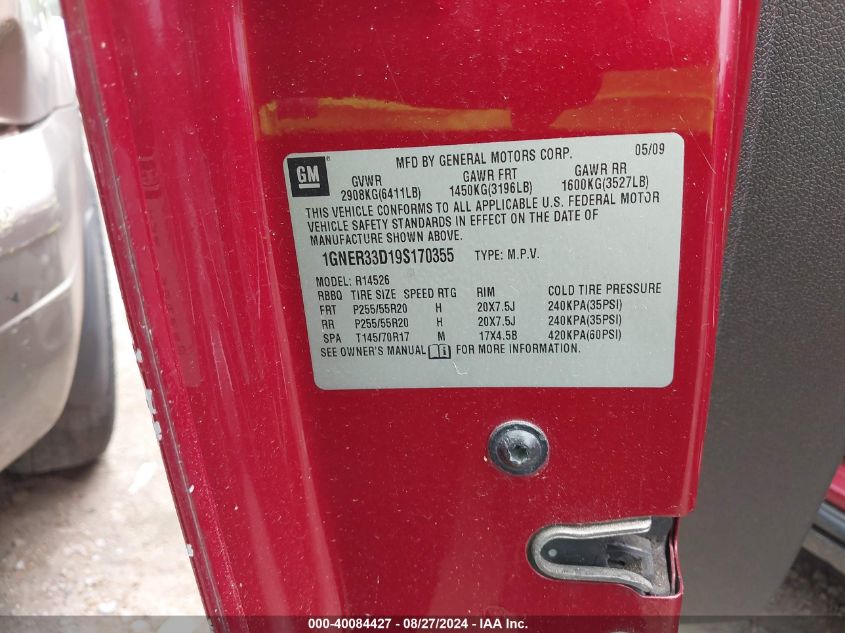 MFD BY GENERAL MOTORS CORP. 05/09
GM
GVWR GAWR FRT GAWR RR
2908KG(6411LB) 1450KG(3196LB) 1600KG(3527LB)
THIS VEHICLE CONFORMS TO ALL APPLICABLE U.S. FEDERAL MOTOR
VEHICLE SAFETY STANDARDS IN EFFECT ON THE DATE OF
MANUFACTURE SHOWN ABOVE.
1GNER33D19S170355 TYPE: M.P.V.
MODEL: R14526
RBBQ TIRE SIZE SPEED RTG RIM COLD TIRE PRESSURE
FRT P255/55R20 H 20X7.5J 240KPA(35PSI)
RR P255/55R20 H 20X7.5J 240KPA(35PSI)
SPA T145/70R17 M 17X4.5B 420KPA(60PSI)
SEE OWNER'S MANUAL FOR MORE INFORMATION.
000-40084427 - 08/27/2024 - IAA Inc.